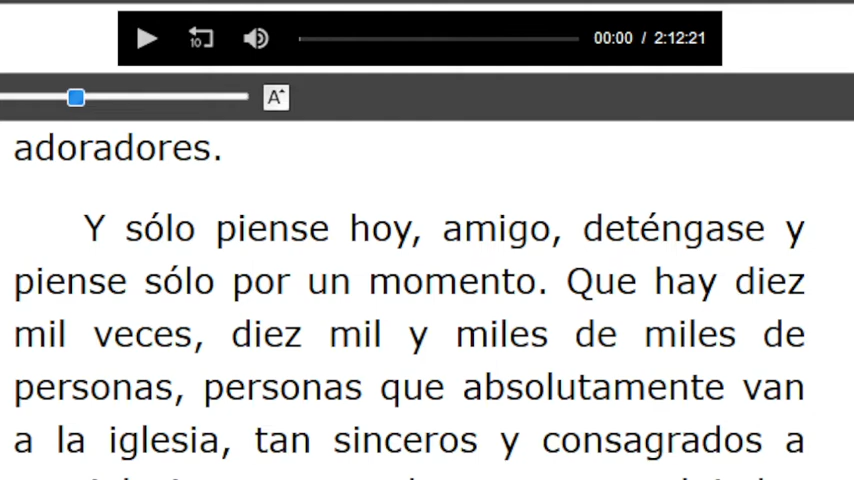 10
00:00 / 2:12:21
A
adoradores.
Y sólo piense hoy, amigo, deténgase y
piense sólo por un momento. Que hay diez
mil veces, diez mil y miles de miles de
personas, personas que absolutamente van
a la iglesia, tan sinceros y consagrados a